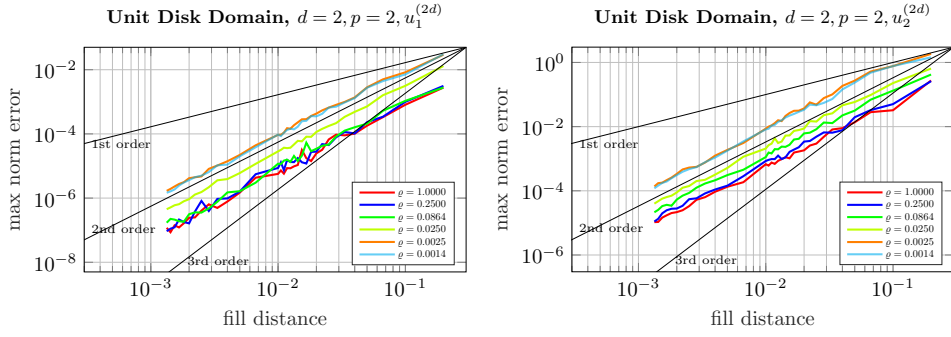 Unit Disk Domain, d = 2, p = 2, u_1^{(2d)}
max norm error
10^{-2}
10^{-4}
10^{-6}
10^{-8}
1st order
2nd order
3rd order
ϱ = 1.0000
ϱ = 0.2500
ϱ = 0.0864
ϱ = 0.0250
ϱ = 0.0025
ϱ = 0.0014
10^{-3} 10^{-2} 10^{-1}
fill distance
Unit Disk Domain, d = 2, p = 2, u_2^{(2d)}
max norm error
10^{0}
10^{-2}
10^{-4}
10^{-6}
1st order
2nd order
3rd order
ϱ = 1.0000
ϱ = 0.2500
ϱ = 0.0864
ϱ = 0.0250
ϱ = 0.0025
ϱ = 0.0014
10^{-3} 10^{-2} 10^{-1}
fill distance